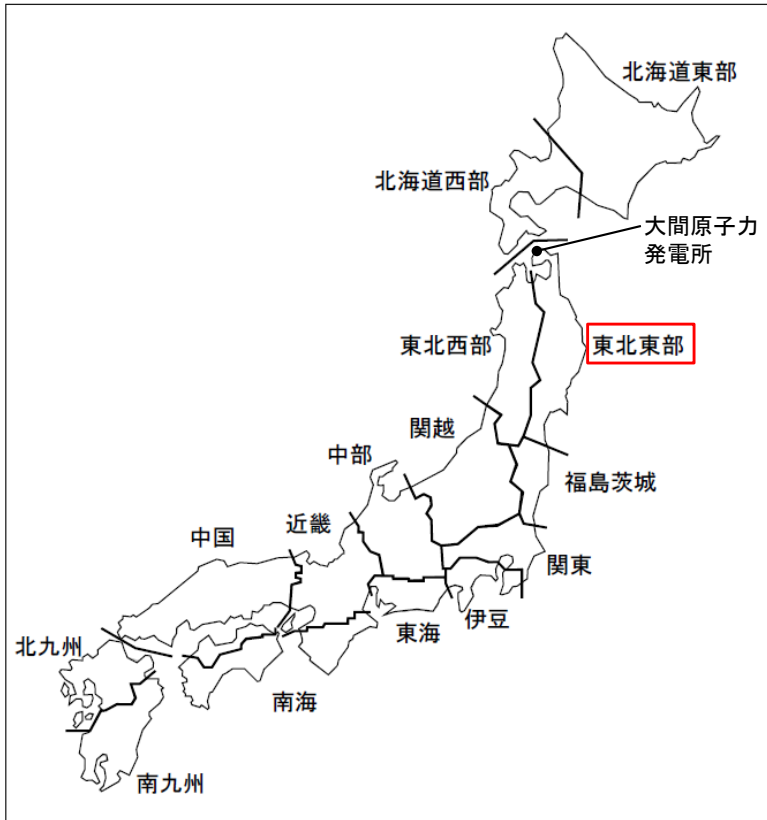 北海道東部
北海道西部
大間原子力
発電所
東北西部
東北東部
関越
中部
福島茨城
近畿
中国
関東
伊豆
東海
北九州
南海
南九州